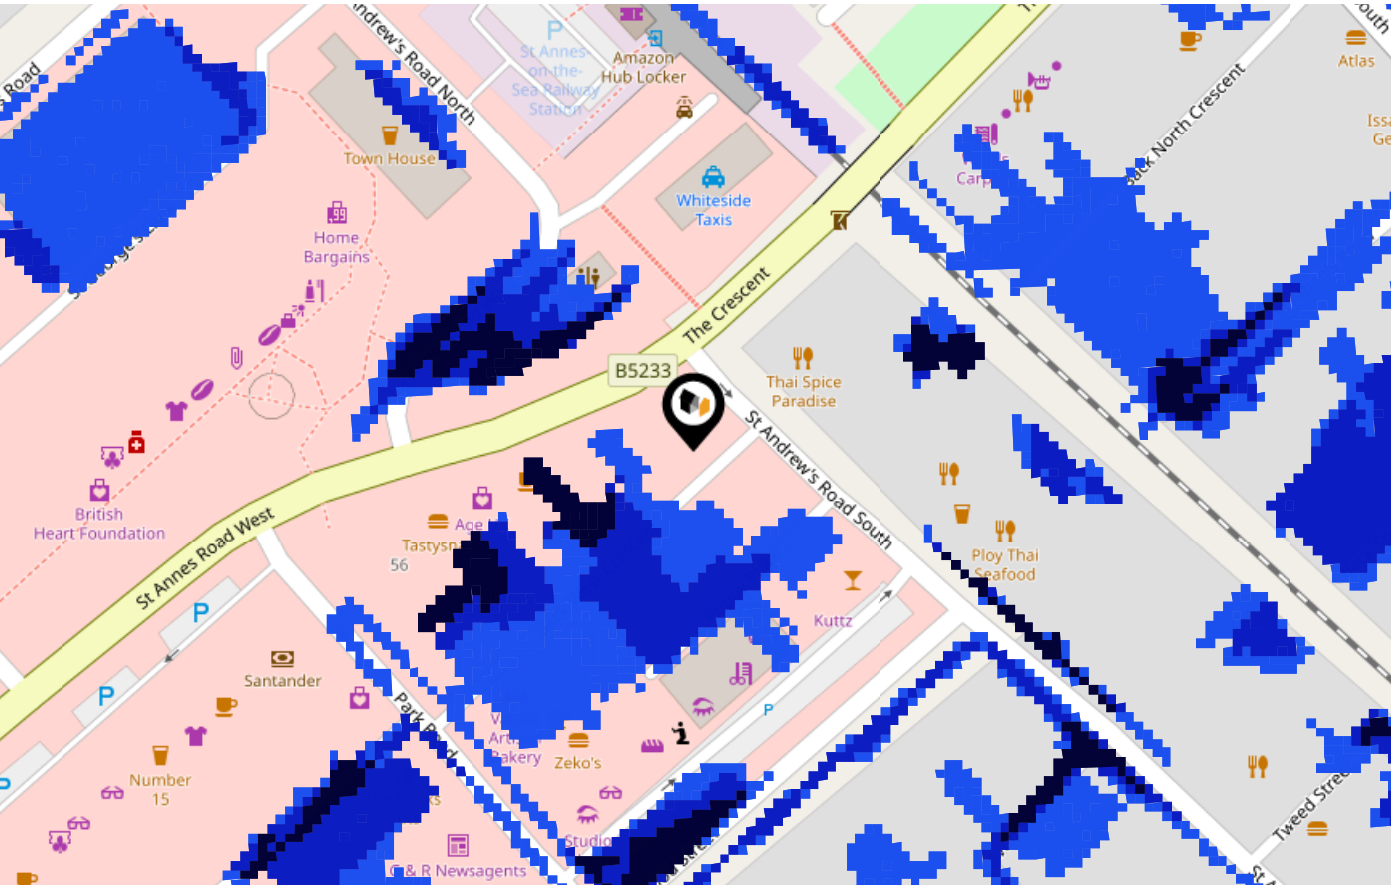 Andrew's Road North
St Annes-
on-the-
Sea Railway
Station
Amazon
Hub Locker
Atlas
South
Road
Town House
Back North Crescent
Whiteside
Taxis
Home
Bargains
The Crescent
B5233
Thai Spice
Paradise
St Andrew's Road South
British
Heart Foundation
St Annes Road West
Age
56
Ploy Thai
Seafood
Kuttz
P
P
P
P
Santander
Park Road
Bakery
Zeko's
Number
15
Studio
C & R Newsagents
Tweed Street